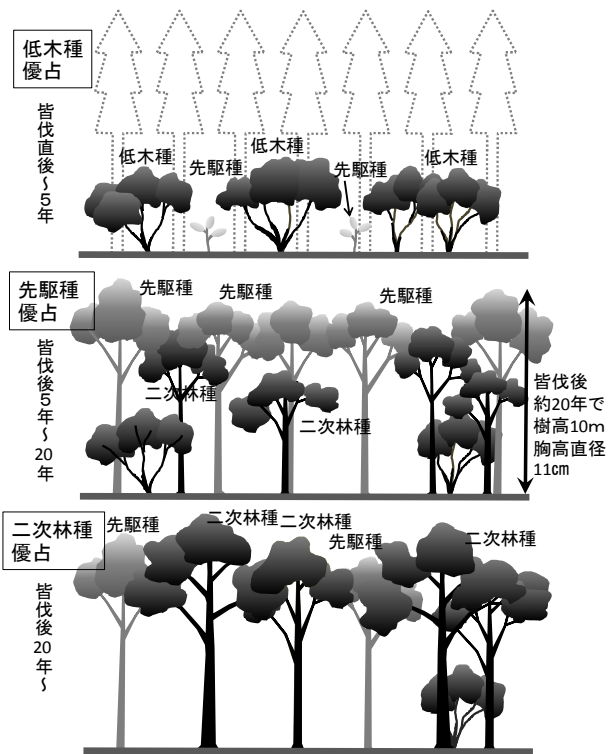 低木種
優占
皆伐直後~5年
低木種
先駆種
低木種
先駆種
低木種
先駆種
優占
皆伐後5年~20年
先駆種
先駆種
先駆種
二次林種
二次林種
皆伐後
約20年で
樹高10m
胸高直径
11㎝
二次林種
優占
皆伐後20年~
先駆種
二次林種
二次林種
先駆種
二次林種